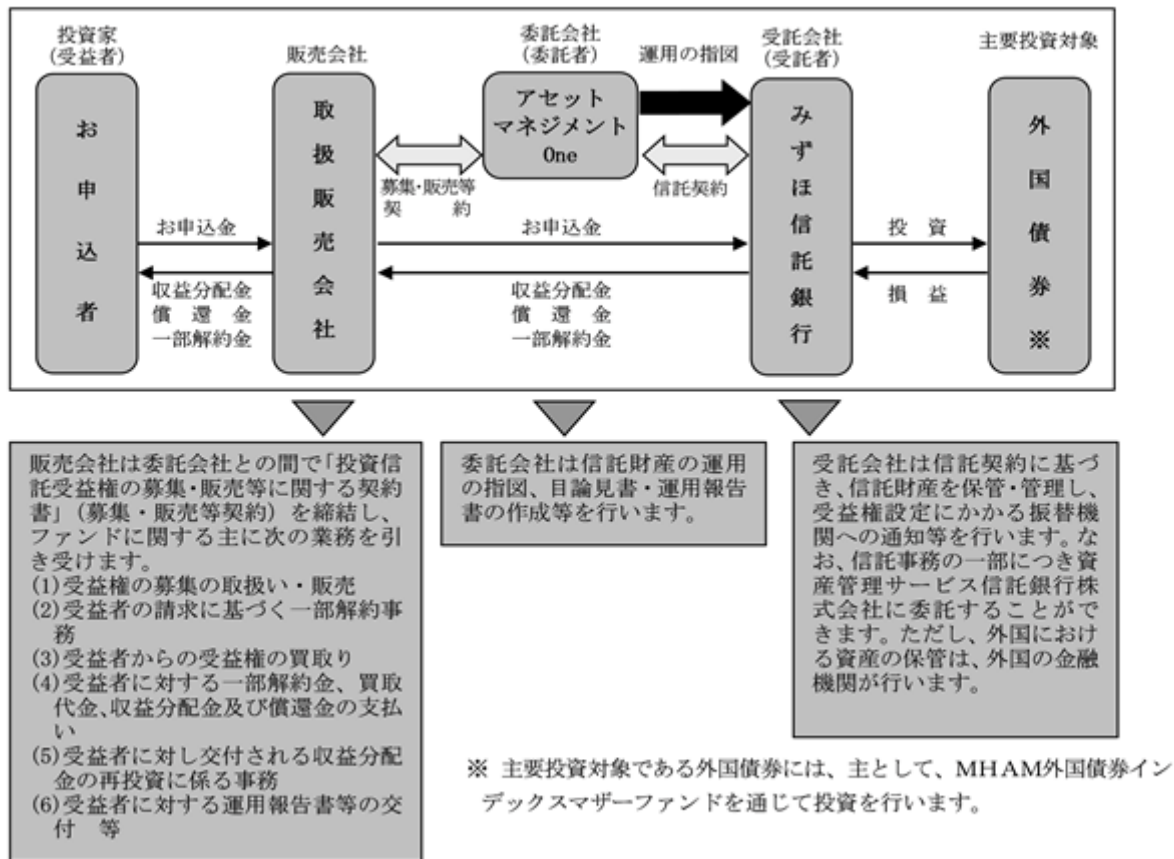 投資家
（受益者）
お申込者
販売会社
取扱販売会社
委託会社
（委託者）
アセット
マネジメント
One
運用の指図
受託会社
（受託者）
みずほ信託銀行
主要投資対象
外国債券※
募集・販売等
契約
信託契約
お申込金
収益分配金
償還金
一部解約金
お申込金
収益分配金
償還金
一部解約金
投資
損益
販売会社は委託会社との間で「投資信
託受益権の募集・販売等に関する契約
書」（募集・販売等契約）を締結し、
ファンドに関する主に次の業務を引
き受けます。
(1)受益権の募集の取扱い・販売
(2)受益者の請求に基づく一部解約事
務
(3)受益者からの受益権の買取り
(4)受益者に対する一部解約金、買取
代金、収益分配金及び償還金の支払
い
(5)受益者に対し交付される収益分配
金の再投資に係る事務
(6)受益者に対する運用報告書等の交
付　等
委託会社は信託財産の運用
の指図、目論見書・運用報告
書の作成等を行います。
受託会社は信託契約に基づ
き、信託財産を保管・管理し、
受益権設定にかかる振替機
関への通知等を行います。な
お、信託事務の一部につき資
産管理サービス信託銀行株
式会社に委託することがで
きます。ただし、外国におけ
る資産の保管は、外国の金融
機関が行います。
※ 主要投資対象である外国債券には、主として、MHAM外国債券イン
デックスマザーファンドを通じて投資を行います。